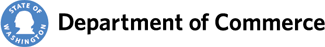 STATE OF
WASHINGTON
Department of Commerce